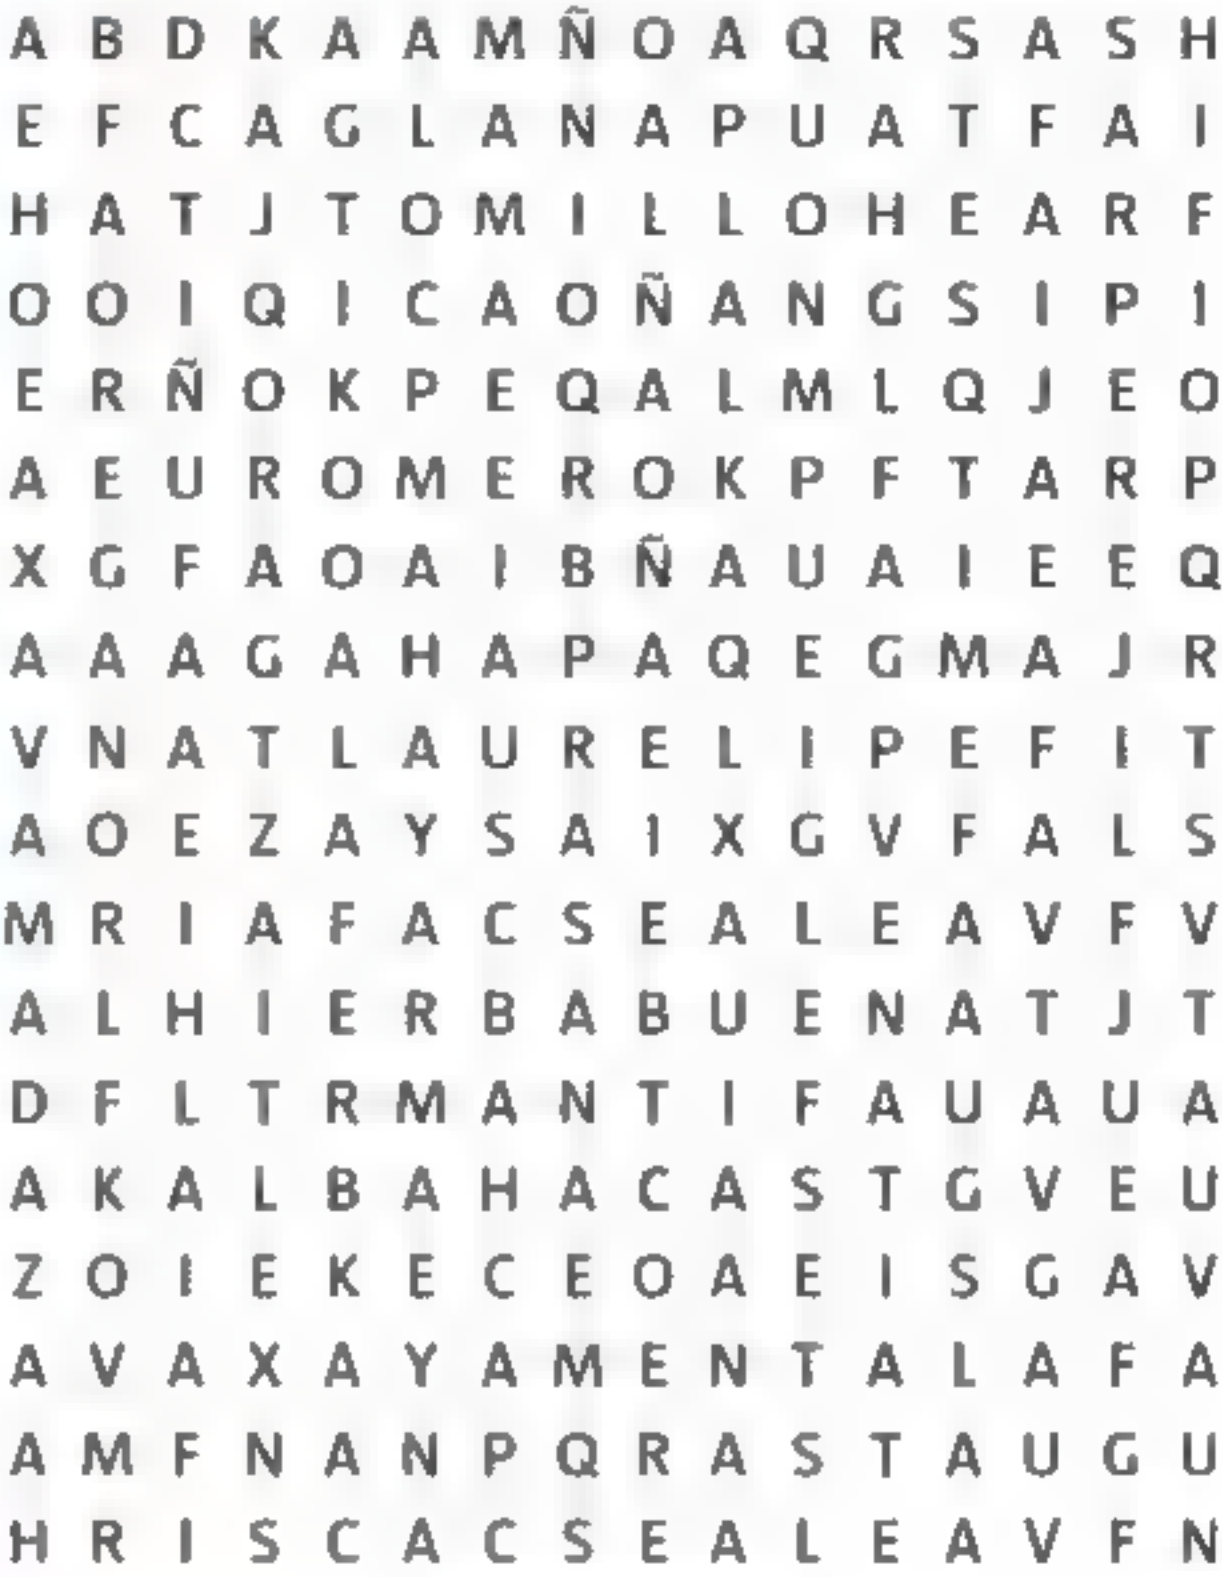 A B D K A A M Ñ O A Q R S A S H
E F C A G L A N A P U A T F A I
H A T J T O M I L L O H E A R F
O O I Q I C A O Ñ A N G S I P I
E R Ñ O K P E Q A L M L Q J E O
A E U R O M E R O K P F T A R P
X G F A O A I B Ñ A U A I E E Q
A A A G A H A P A Q E G M A J R
V N A T L A U R E L I P E F I T
A O E Z A Y S A I X G V F A L S
M R I A F A C S E A L E A V F V
A L H I E R B A B U E N A T J T
D F L T R M A N T I F A U A U A
A K A L B A H A C A S T G V E U
Z O I E K E C E O A E I S G A V
A V A X A Y A M E N T A L A F A
A M F N A N P Q R A S T A U G U
H R I S C A C S E A L E A V F N